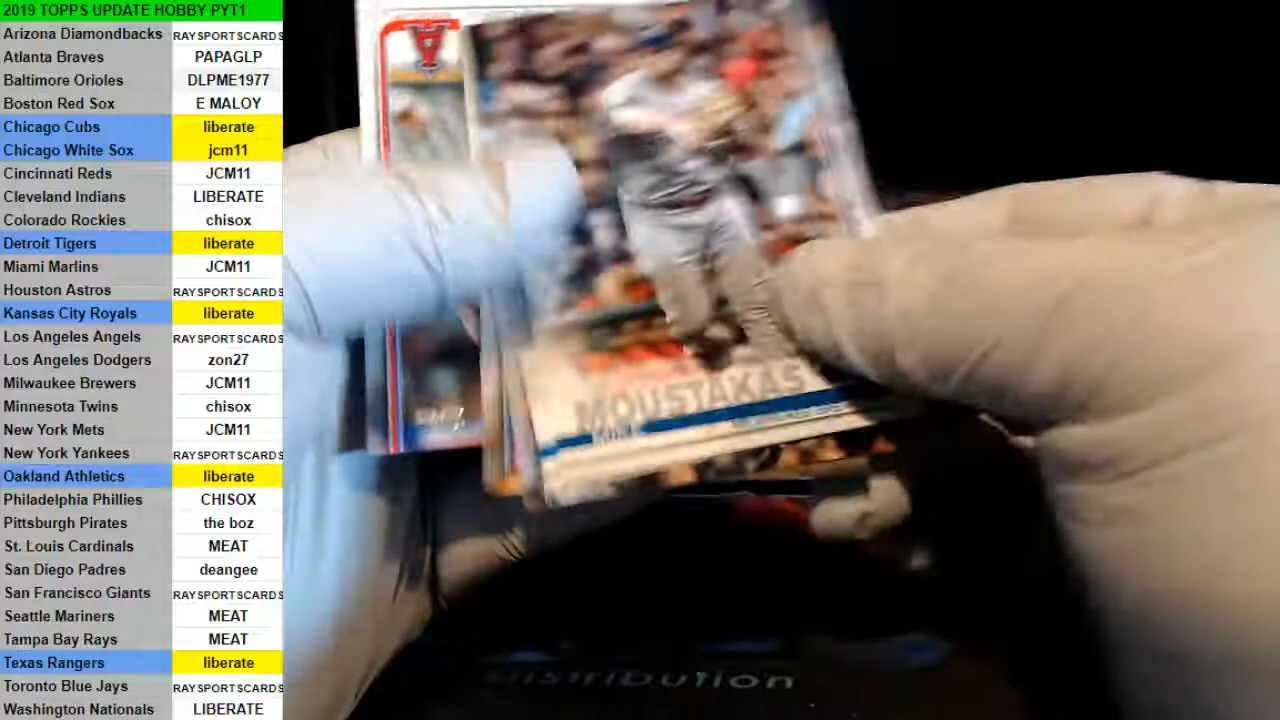 2019 TOPPS UPDATE HOBBY PYT1
Arizona Diamondbacks RAYSPORTSCARDS
Atlanta Braves PAPAGLP
Baltimore Orioles DLPME1977
Boston Red Sox E MALOY
Chicago Cubs liberate
Chicago White Sox jcm11
Cincinnati Reds JCM11
Cleveland Indians LIBERATE
Colorado Rockies chisox
Detroit Tigers liberate
Miami Marlins JCM11
Houston Astros RAYSPORTSCARDS
Kansas City Royals liberate
Los Angeles Angels RAYSPORTSCARDS
Los Angeles Dodgers zon27
Milwaukee Brewers JCM11
Minnesota Twins chisox
New York Mets JCM11
New York Yankees RAYSPORTSCARDS
Oakland Athletics liberate
Philadelphia Phillies CHISOX
Pittsburgh Pirates the boz
St. Louis Cardinals MEAT
San Diego Padres deangee
San Francisco Giants RAYSPORTSCARDS
Seattle Mariners MEAT
Tampa Bay Rays MEAT
Texas Rangers liberate
Toronto Blue Jays RAYSPORTSCARDS
Washington Nationals LIBERATE
MOUSTAKAS
MIKE
Distribution